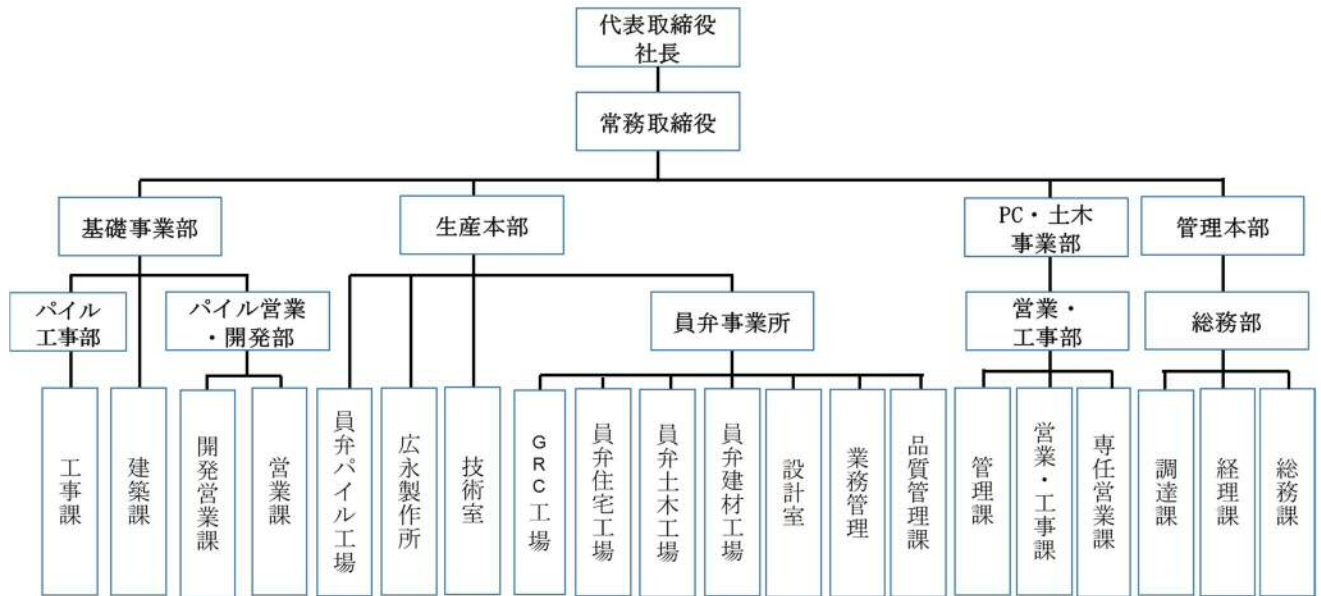 代表取締役
社長
常務取締役
基礎事業部
生産本部
PC・土木
事業部
管理本部
パイル
工事部
パイル営業
・開発部
員弁事業所
営業・
工事部
総務部
工事課
建築課
開発営業課
営業課
員弁パイル工場
広永製作所
技術室
GRC工場
員弁住宅工場
員弁土木工場
員弁建材工場
設計室
業務管理
品質管理課
管理課
営業・工事課
専任営業課
調達課
経理課
総務課